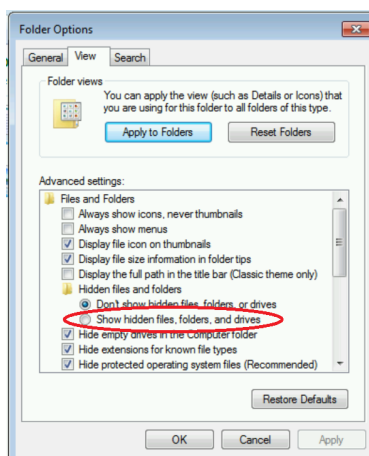 Folder Options
General View Search
Folder views
You can apply the view (such as Details or Icons) that
you are using for this folder to all folders of this type.
Apply to Folders Reset Folders
Advanced settings:
Files and Folders
Always show icons, never thumbnails
Always show menus
Display file icon on thumbnails
Display file size information in folder tips
Display the full path in the title bar (Classic theme only)
Hidden files and folders
Don't show hidden files, folders, or drives
Show hidden files, folders, and drives
Hide empty drives in the Computer folder
Hide extensions for known file types
Hide protected operating system files (Recommended)
Restore Defaults
OK Cancel Apply